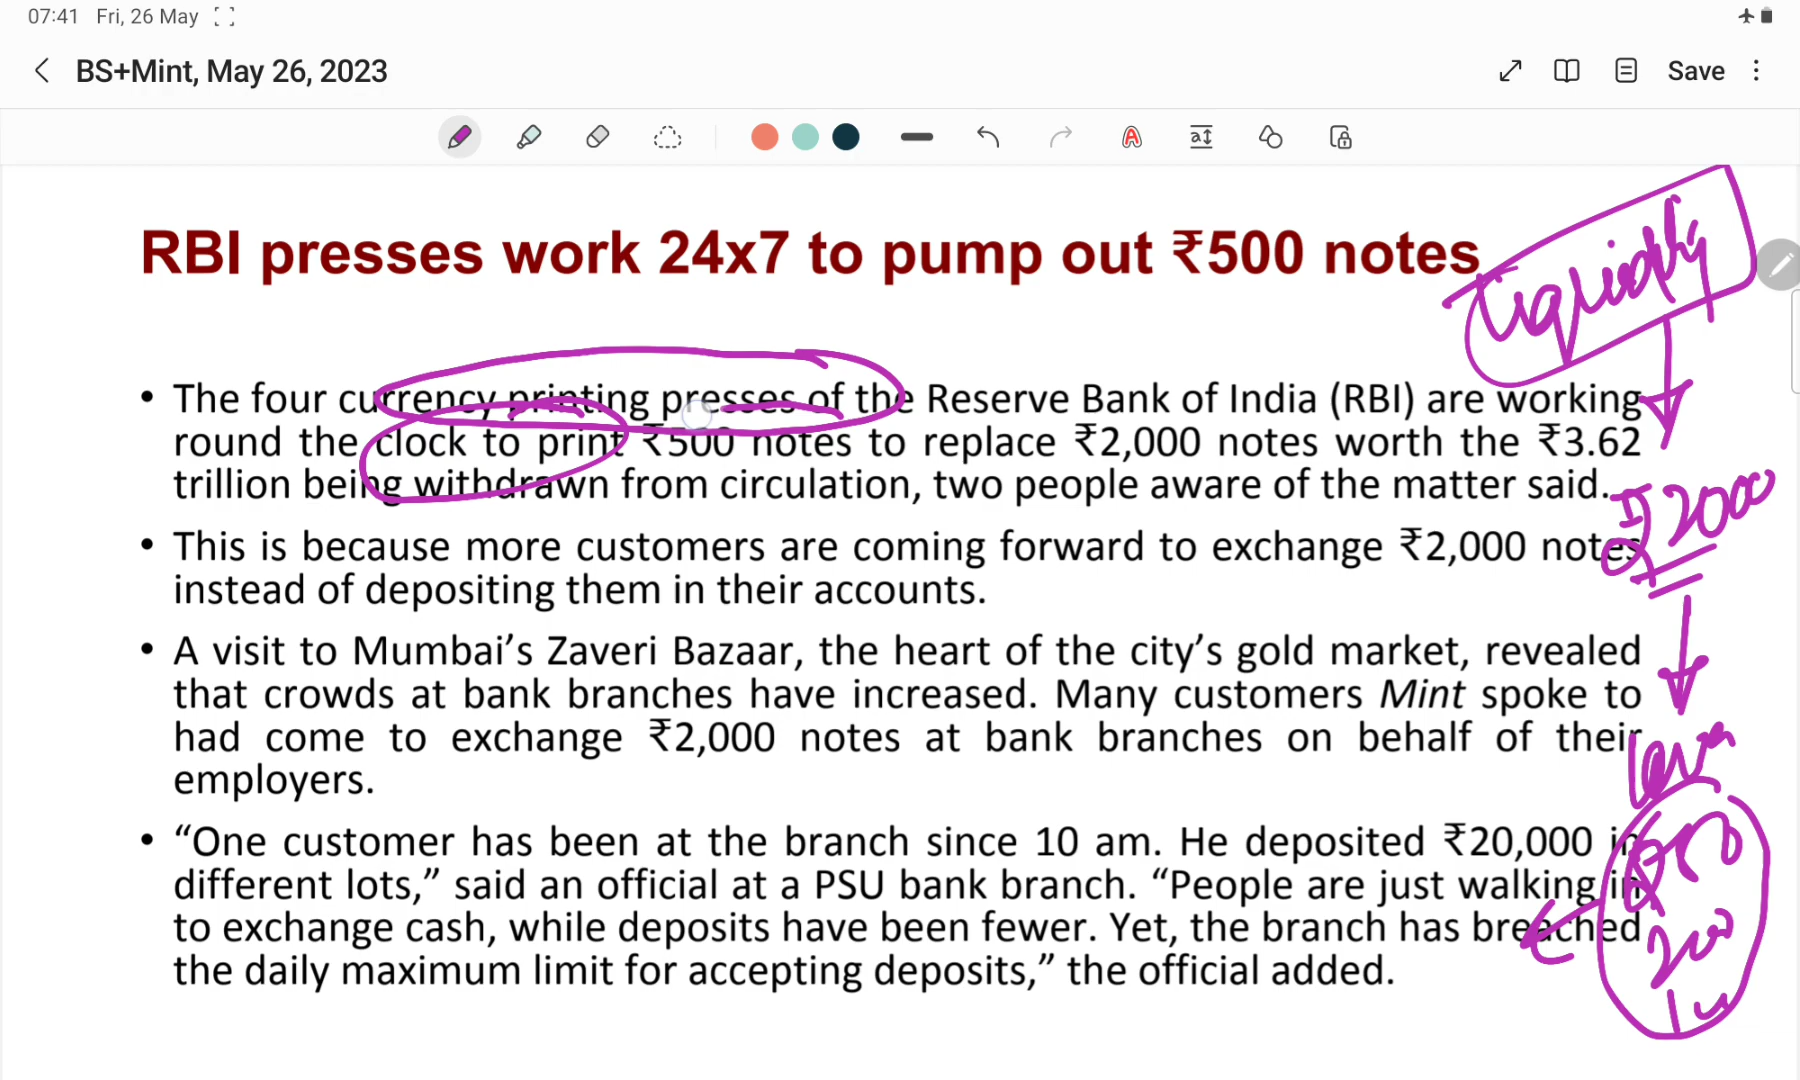 07:41 Fri, 26 May
BS+Mint, May 26, 2023
Save
RBI presses work 24x7 to pump out ₹500 notes
Liquidity
• The four currency printing presses of the Reserve Bank of India (RBI) are working
round the clock to print ₹500 notes to replace ₹2,000 notes worth the ₹3.62
trillion being withdrawn from circulation, two people aware of the matter said.
₹2000
• This is because more customers are coming forward to exchange ₹2,000 notes
instead of depositing them in their accounts.
• A visit to Mumbai’s Zaveri Bazaar, the heart of the city’s gold market, revealed
that crowds at bank branches have increased. Many customers Mint spoke to
had come to exchange ₹2,000 notes at bank branches on behalf of their
employers.
• “One customer has been at the branch since 10 am. He deposited ₹20,000 in
different lots,” said an official at a PSU bank branch. “People are just walking in
to exchange cash, while deposits have been fewer. Yet, the branch has breached
the daily maximum limit for accepting deposits,” the official added.
200